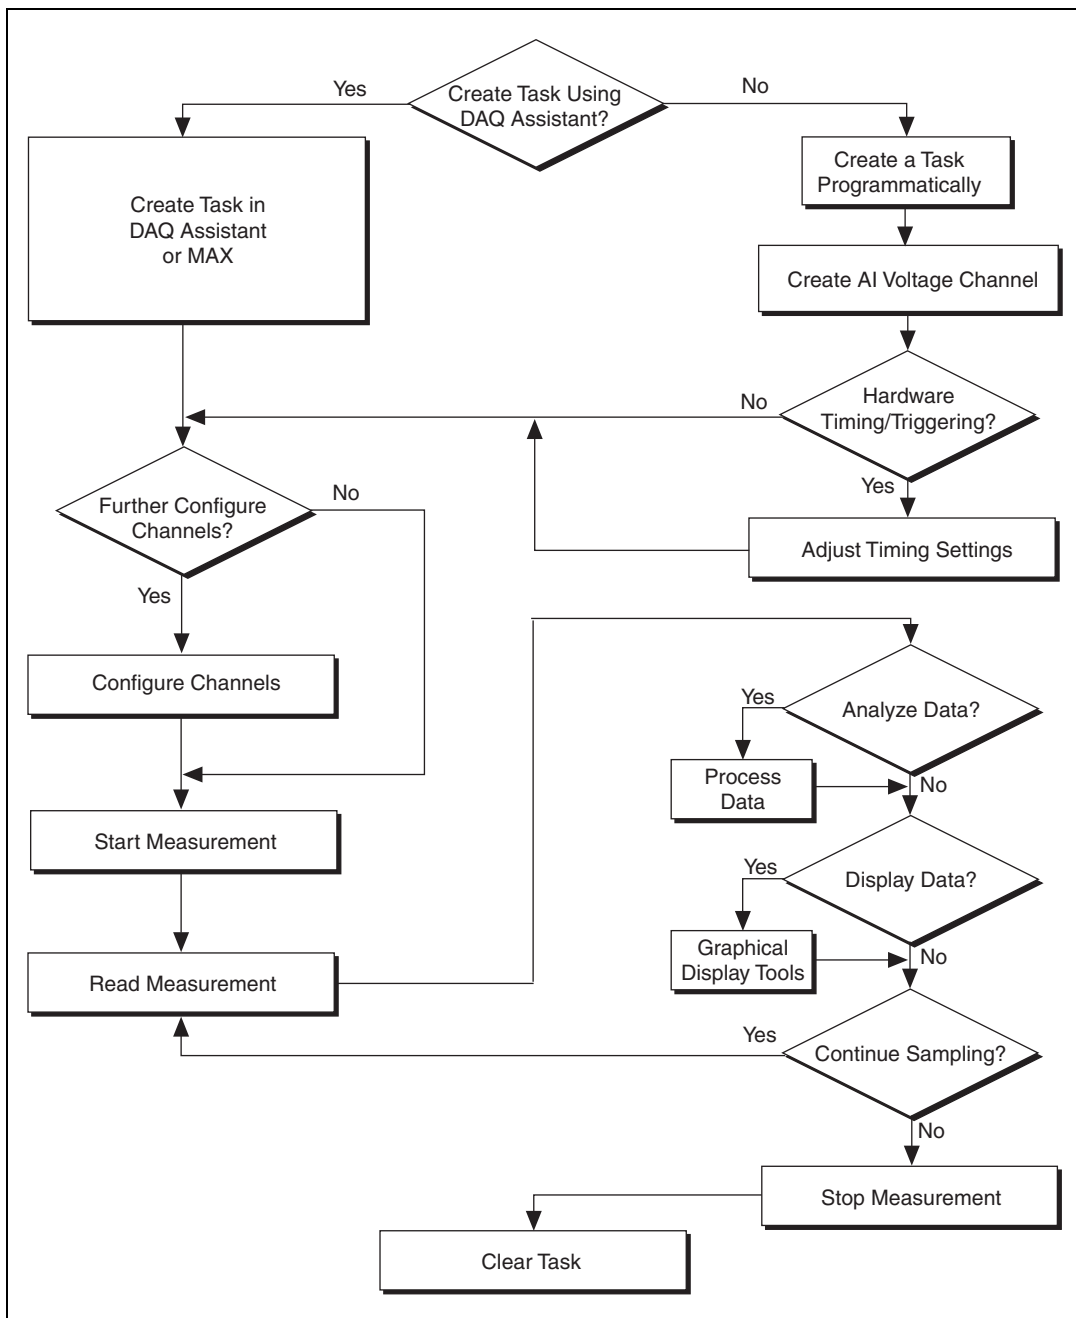 Create Task Using
DAQ Assistant?
Yes
No
Create Task in
DAQ Assistant
or MAX
Create a Task
Programmatically
Create AI Voltage Channel
Hardware
Timing/Triggering?
No
Yes
Adjust Timing Settings
Further Configure
Channels?
No
Yes
Configure Channels
Start Measurement
Read Measurement
Analyze Data?
Yes
No
Process
Data
Display Data?
Yes
No
Graphical
Display Tools
Continue Sampling?
Yes
No
Stop Measurement
Clear Task